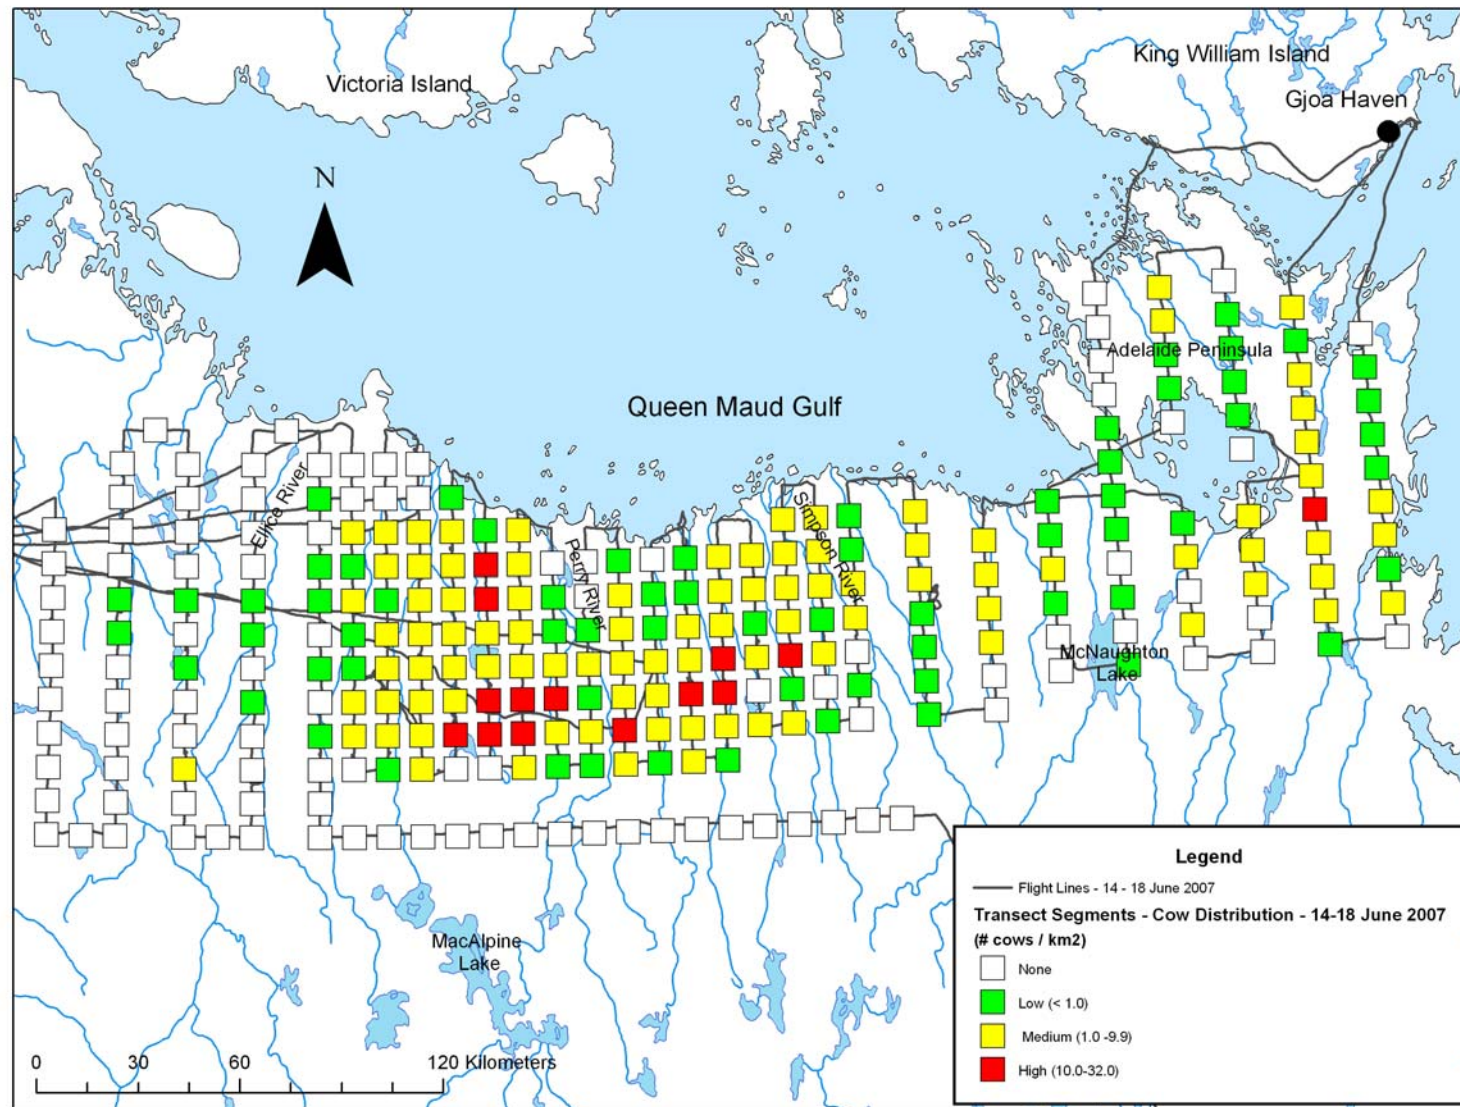 King William Island
Victoria Island
Gjoa Haven
N
Adelaide Peninsula
Queen Maud Gulf
Ellice River
Perry River
Simpson River
McNaughton
Lake
MacAlpine
Lake
0 30 60 120 Kilometers
Legend
Flight Lines - 14 - 18 June 2007
Transect Segments - Cow Distribution - 14-18 June 2007
(# cows / km2)
None
Low (< 1.0)
Medium (1.0 -9.9)
High (10.0-32.0)